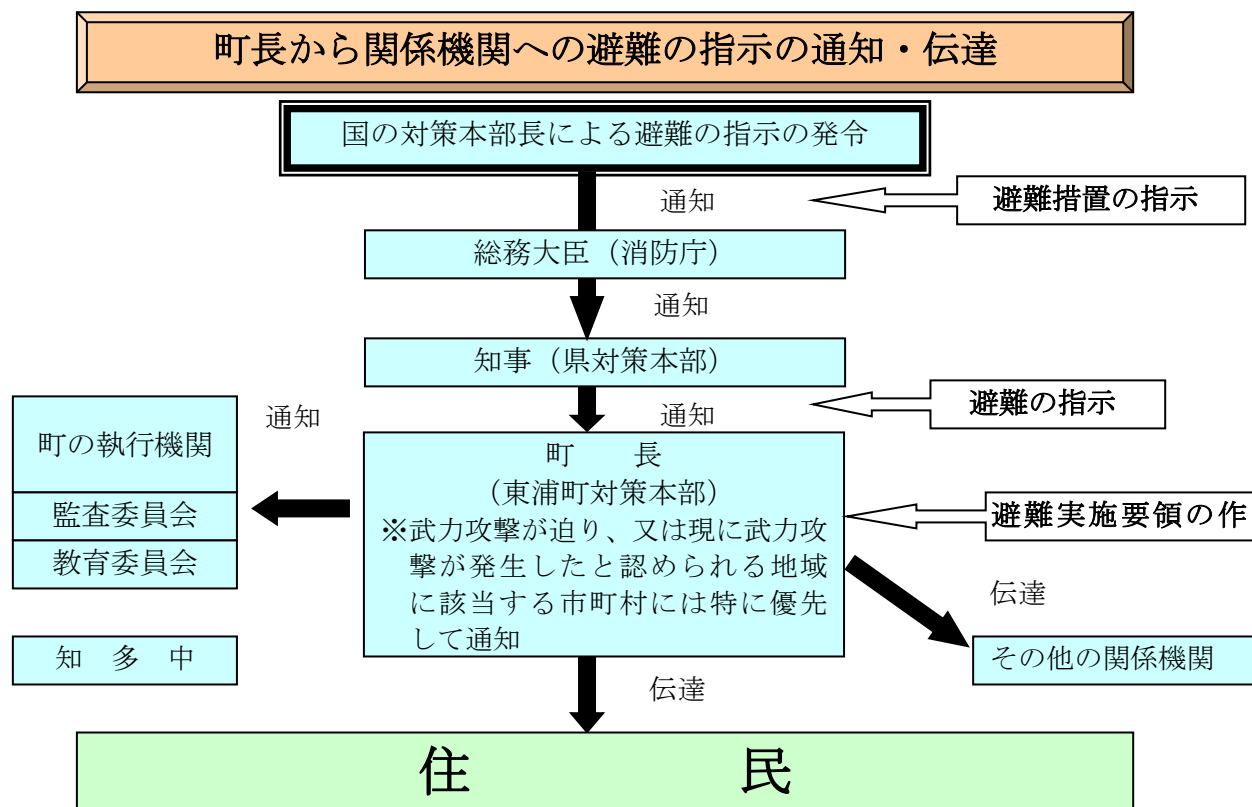 町長から関係機関への避難の指示の通知・伝達
国の対策本部長による避難の指示の発令
通知
避難措置の指示
総務大臣（消防庁）
通知
知事（県対策本部）
通知
避難の指示
通知
町の執行機関
監査委員会
教育委員会
知 多 中
町　　長
（東浦町対策本部）
※武力攻撃が迫り、又は現に武力攻
撃が発生したと認められる地域
に該当する市町村には特に優先
して通知
避難実施要領の作
伝達
その他の関係機関
伝達
住　　民